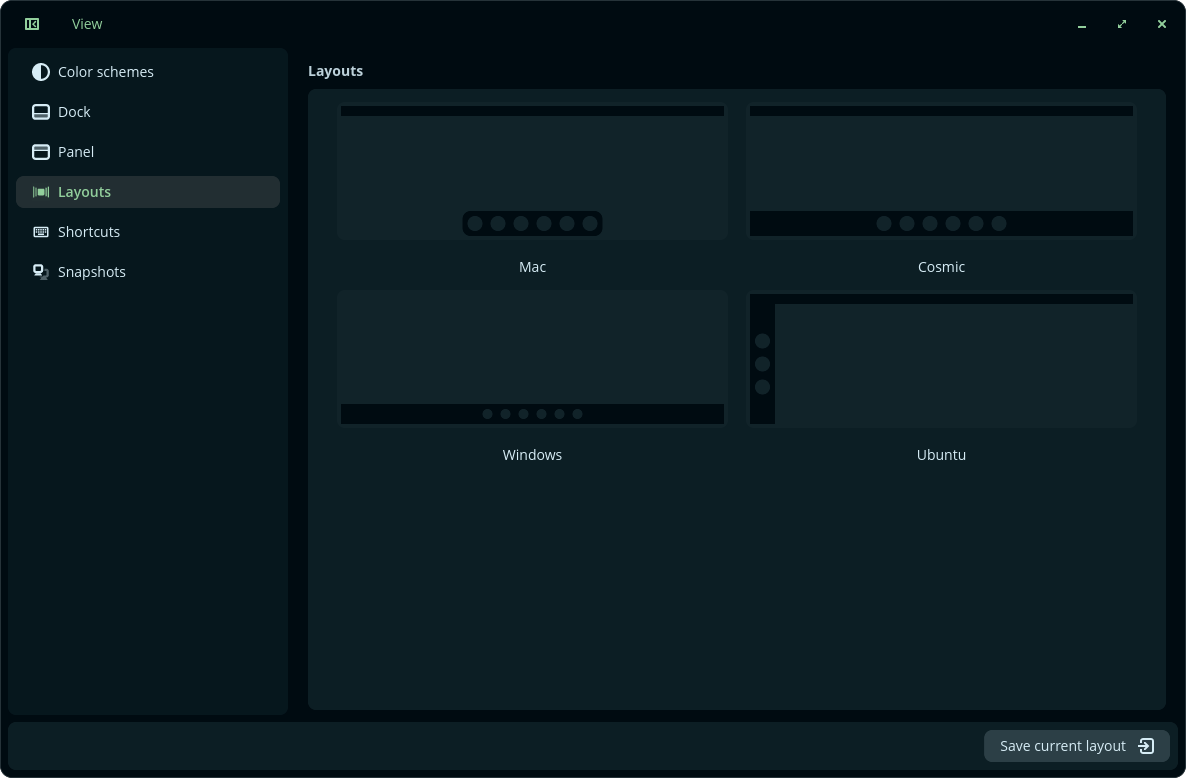 View
Color schemes
Dock
Panel
Layouts
Shortcuts
Snapshots
Layouts
Mac
Cosmic
Windows
Ubuntu
Save current layout